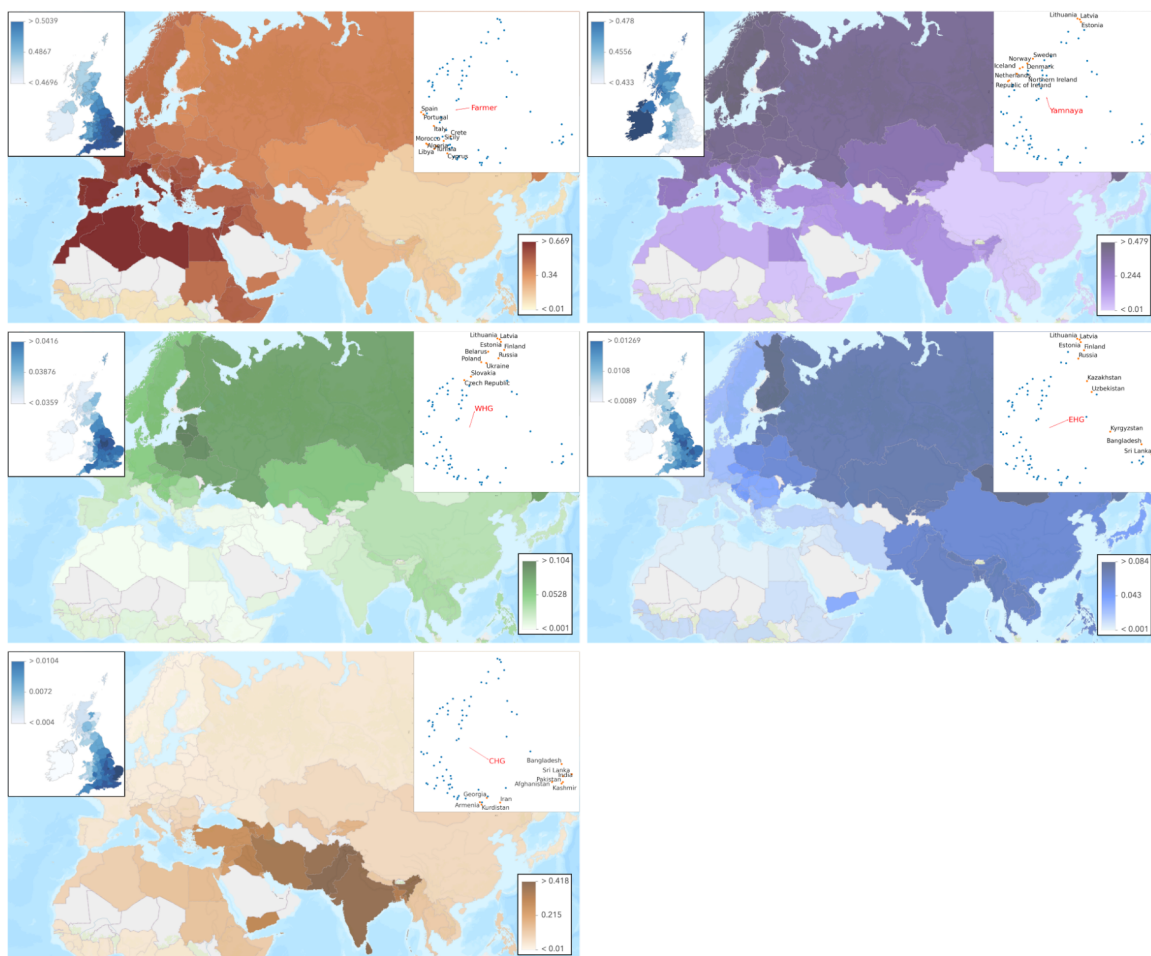 > 0.5039
0.4867
< 0.4696
Farmer
Spain
Portugal
Italy
Crete
Morocco
Sicily
Algeria
Tunisia
Libya
Cyprus
> 0.669
0.34
< 0.01
> 0.478
0.4556
0.433
Lithuania
Latvia
Estonia
Norway
Sweden
Iceland
Denmark
Netherlands
Northern Ireland
Republic of Ireland
Yamnaya
> 0.479
0.244
< 0.01
> 0.0416
0.03876
< 0.0359
Lithuania
Latvia
Estonia
Finland
Belarus
Russia
Poland
Ukraine
Slovakia
Czech Republic
WHG
> 0.104
0.0528
< 0.001
> 0.01269
0.0108
< 0.0089
Lithuania
Latvia
Estonia
Finland
Russia
Kazakhstan
Uzbekistan
EHG
Kyrgyzstan
Bangladesh
Sri Lanka
> 0.084
0.043
< 0.001
> 0.0104
0.0072
< 0.004
CHG
Bangladesh
Sri Lanka
India
Pakistan
Afghanistan
Kashmir
Georgia
Iran
Armenia
Kurdistan
> 0.418
0.215
< 0.01